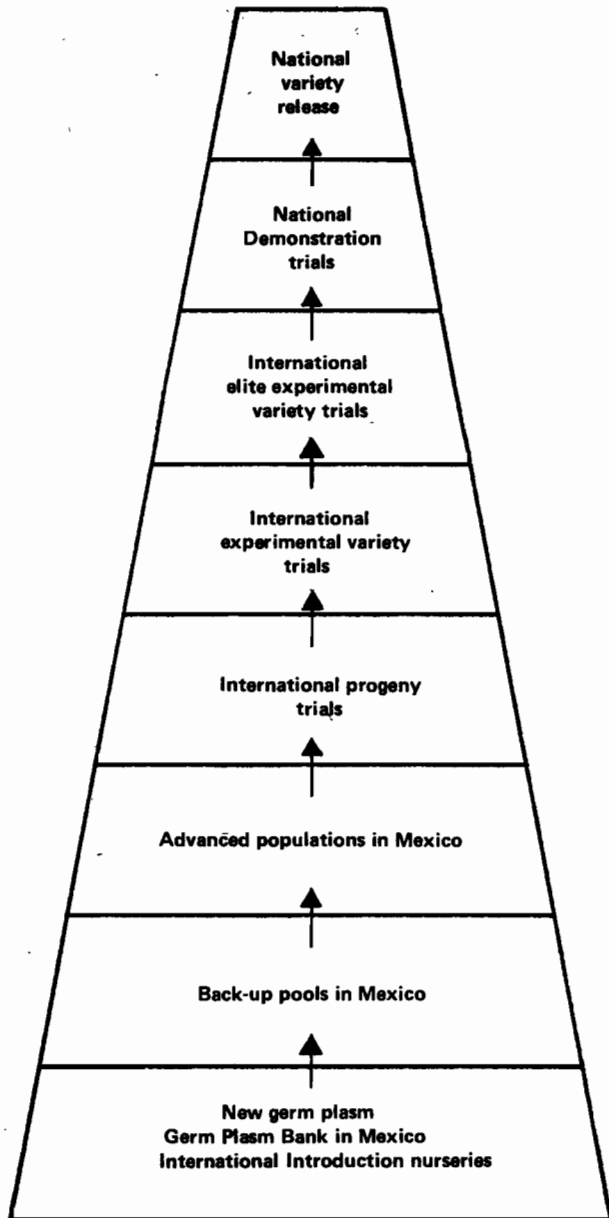 National
variety
release
National
Demonstration
trials
International
elite experimental
variety trials
International
experimental variety
trials
International progeny
trials
Advanced populations in Mexico
Back-up pools in Mexico
New germ plasm
Germ Plasm Bank in Mexico
International Introduction nurseries